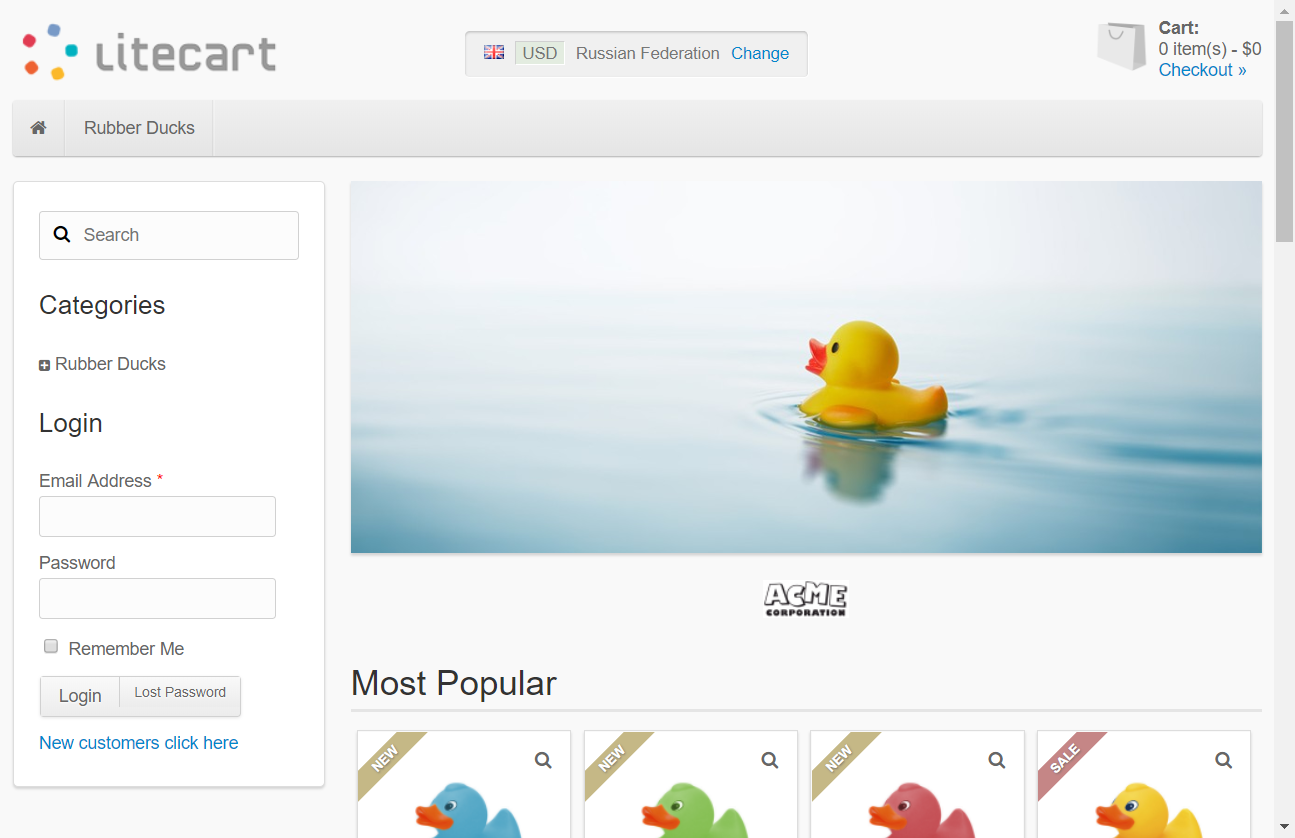 Litecart
USD Russian Federation Change
Cart:
0 item(s) - $0
Checkout »
Rubber Ducks
Search
Categories
Rubber Ducks
Login
Email Address *
Password
Remember Me
Login Lost Password
New customers click here
ACME
CORPORATION
Most Popular
NEW NEW NEW SALE